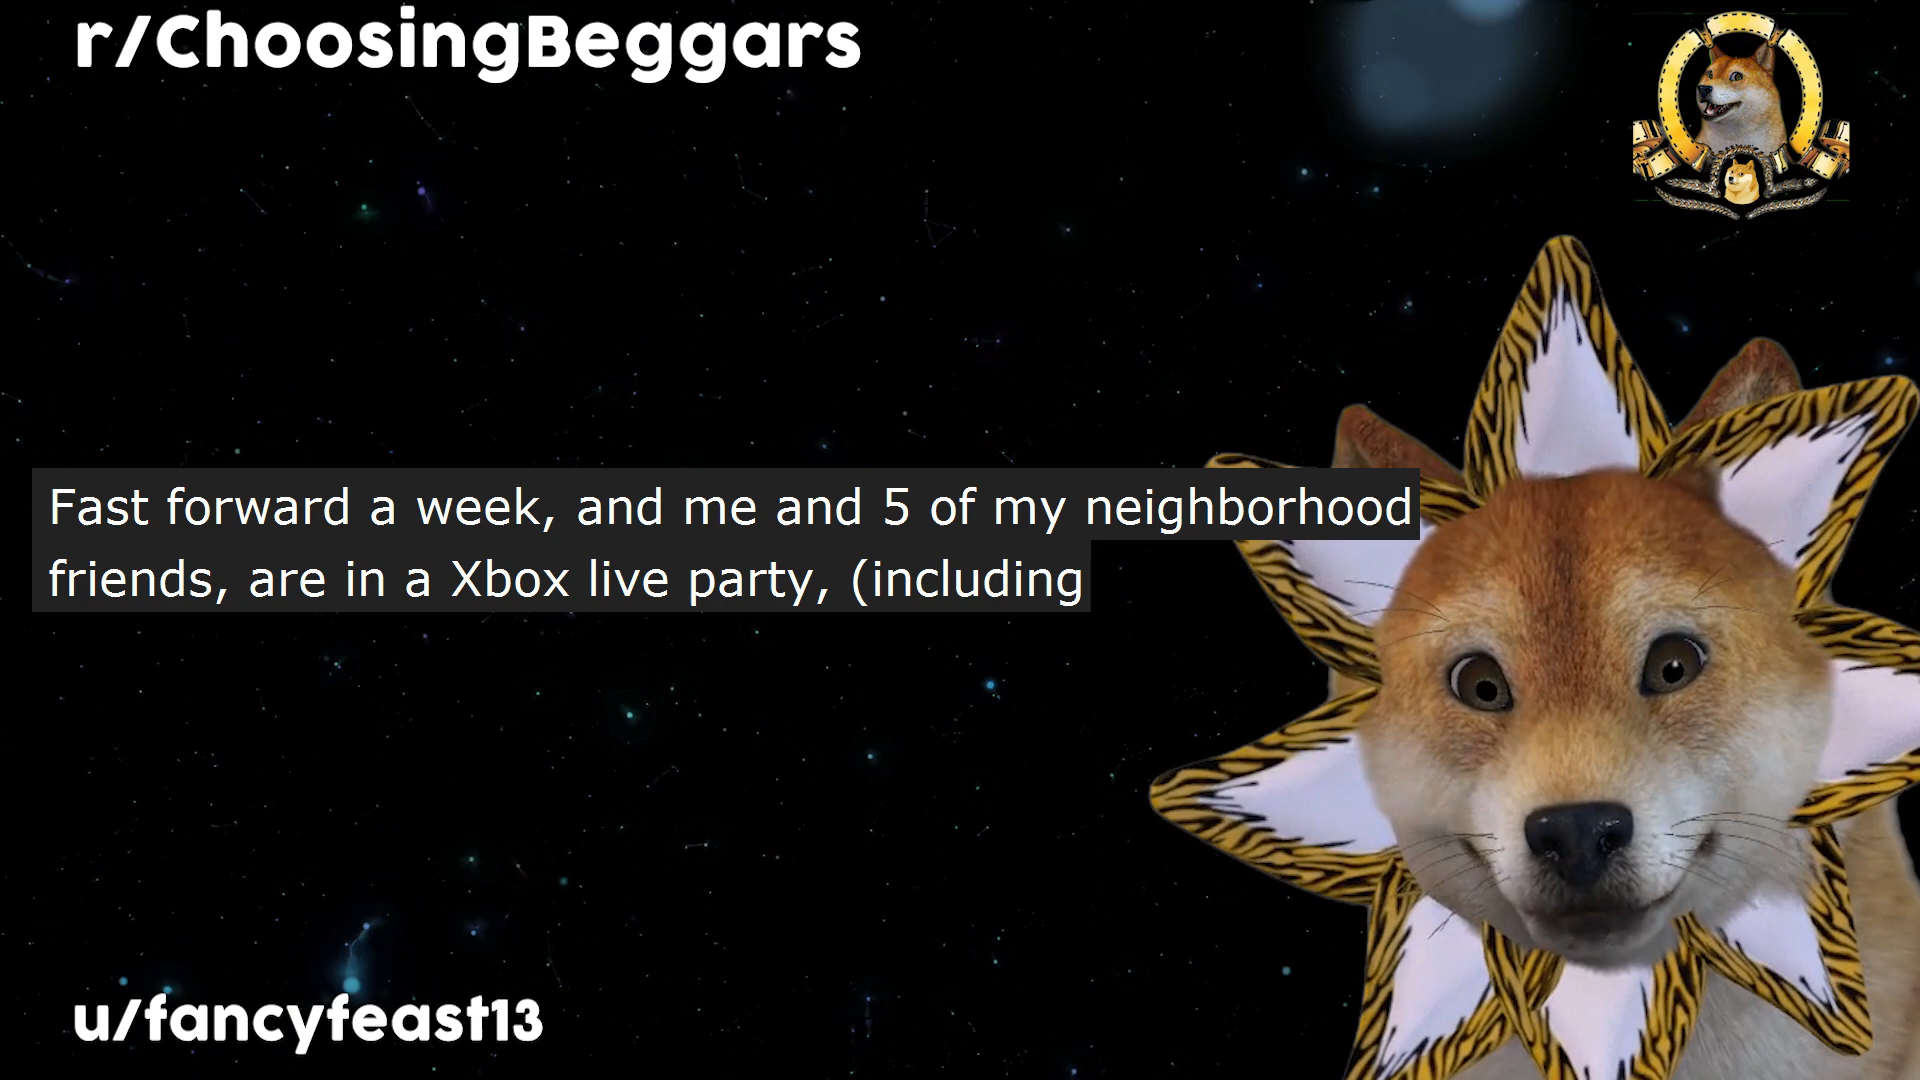 r/ChoosingBeggars
Fast forward a week, and me and 5 of my neighborhood
friends, are in a Xbox live party, (including
u/fancyfeast13